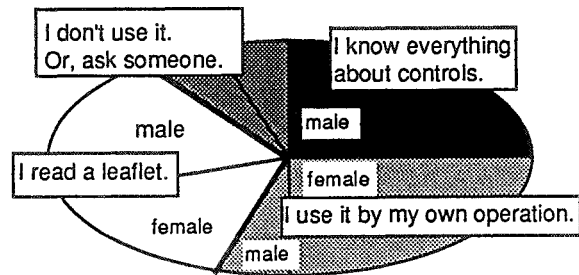 I don't use it.
Or, ask someone.
I know everything
about controls.
male
male
I read a leaflet.
female
I use it by my own operation.
female
male